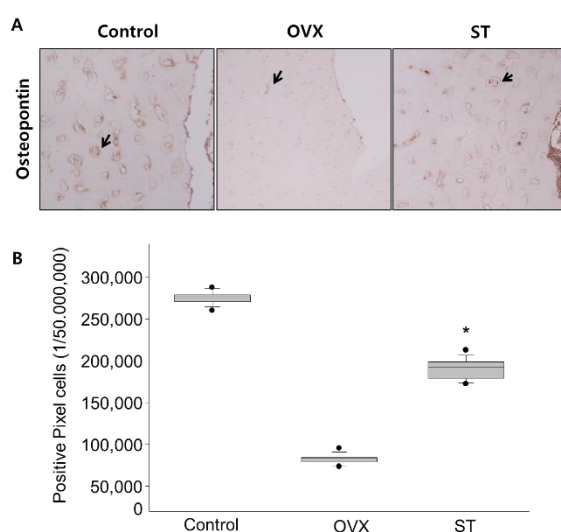 A
Control
OVX
ST
Osteopontin
B
Positive Pixel cells (1/50.000,000)
300,000
250,000
200,000
150,000
100,000
50,000
0
*
Control
OVX
ST